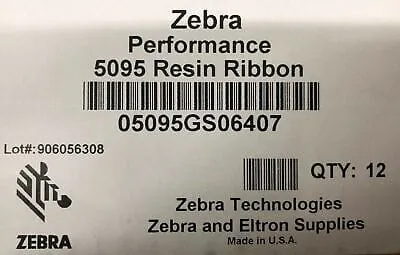 Zebra
Performance
5095 Resin Ribbon
05095GS06407
Lot#:906056308
QTY: 12
Zebra Technologies
Zebra and Eltron Supplies
Made in U.S.A.
ZEBRA